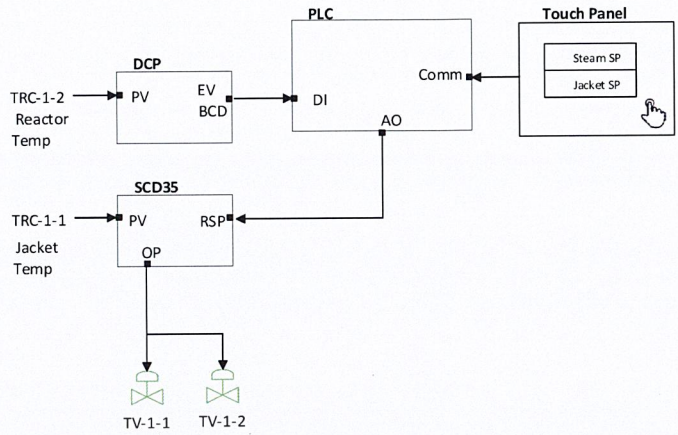 PLC
Touch Panel
DCP
Steam SP
Jacket SP
Comm
TRC-1-2
Reactor
Temp
PV
EV
BCD
DI
AO
SCD35
TRC-1-1
Jacket
Temp
PV
RSP
OP
TV-1-1
TV-1-2